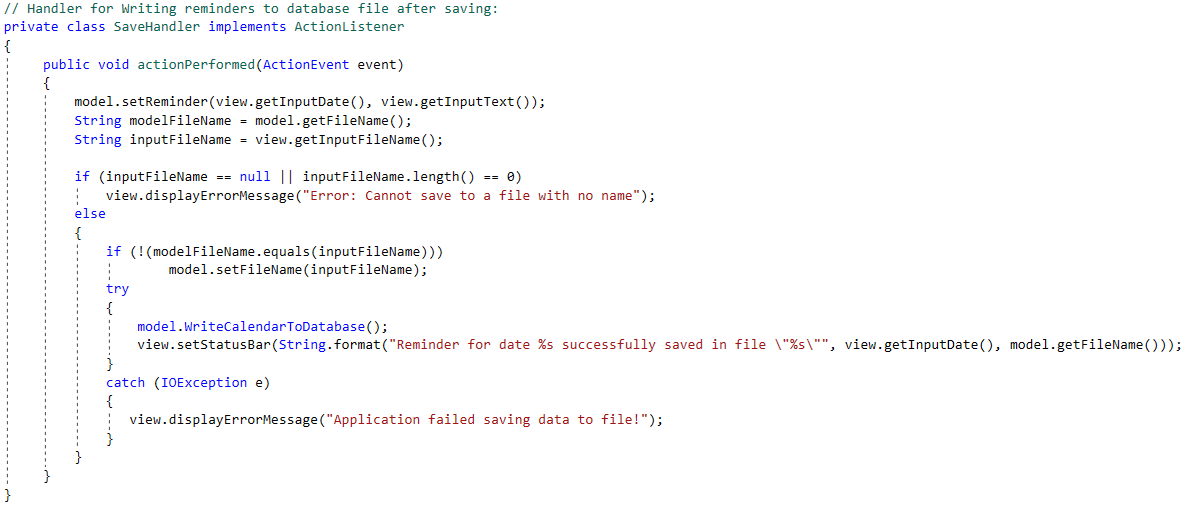 // Handler for Writing reminders to database file after saving:
private class SaveHandler implements ActionListener
{
    public void actionPerformed(ActionEvent event)
    {
        model.setReminder(view.getInputDate(), view.getInputText());
        String modelFileName = model.getFileName();
        String inputFileName = view.getInputFileName();

        if (inputFileName == null || inputFileName.length() == 0)
            view.displayErrorMessage("Error: Cannot save to a file with no name");
        else
        {
            if (!(modelFileName.equals(inputFileName)))
                    model.setFileName(inputFileName);
            try
            {
                model.WriteCalendarToDatabase();
                view.setStatusBar(String.format("Reminder for date %s successfully saved in file \"%s\"", view.getInputDate(), model.getFileName()));
            }
            catch (IOException e)
            {
               view.displayErrorMessage("Application failed saving data to file!");
            }
        }
    }
}